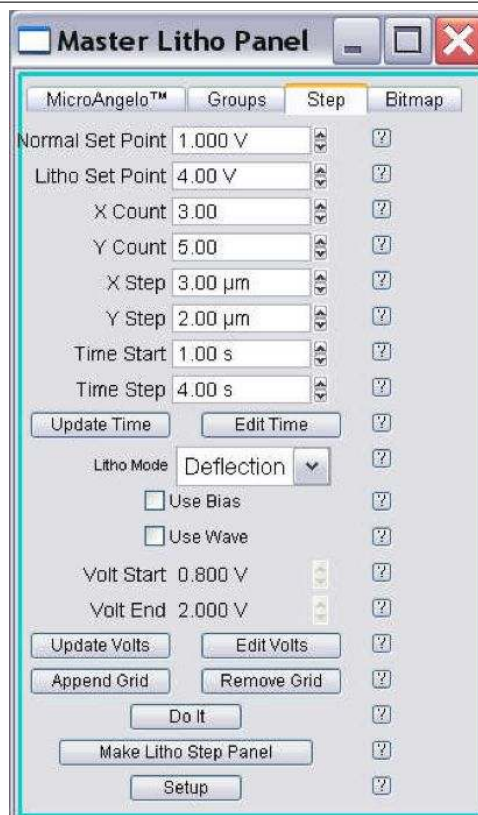 Master Litho Panel
MicroAngelo™ Groups Step Bitmap
Normal Set Point 1.000 V ?
Litho Set Point 4.00 V ?
X Count 3.00 ?
Y Count 5.00 ?
X Step 3.00 µm ?
Y Step 2.00 µm ?
Time Start 1.00 s ?
Time Step 4.00 s ?
Update Time Edit Time ?
Litho Mode Deflection ?
Use Bias ?
Use Wave ?
Volt Start 0.800 V ?
Volt End 2.000 V ?
Update Volts Edit Volts ?
Append Grid Remove Grid ?
Do It ?
Make Litho Step Panel ?
Setup ?